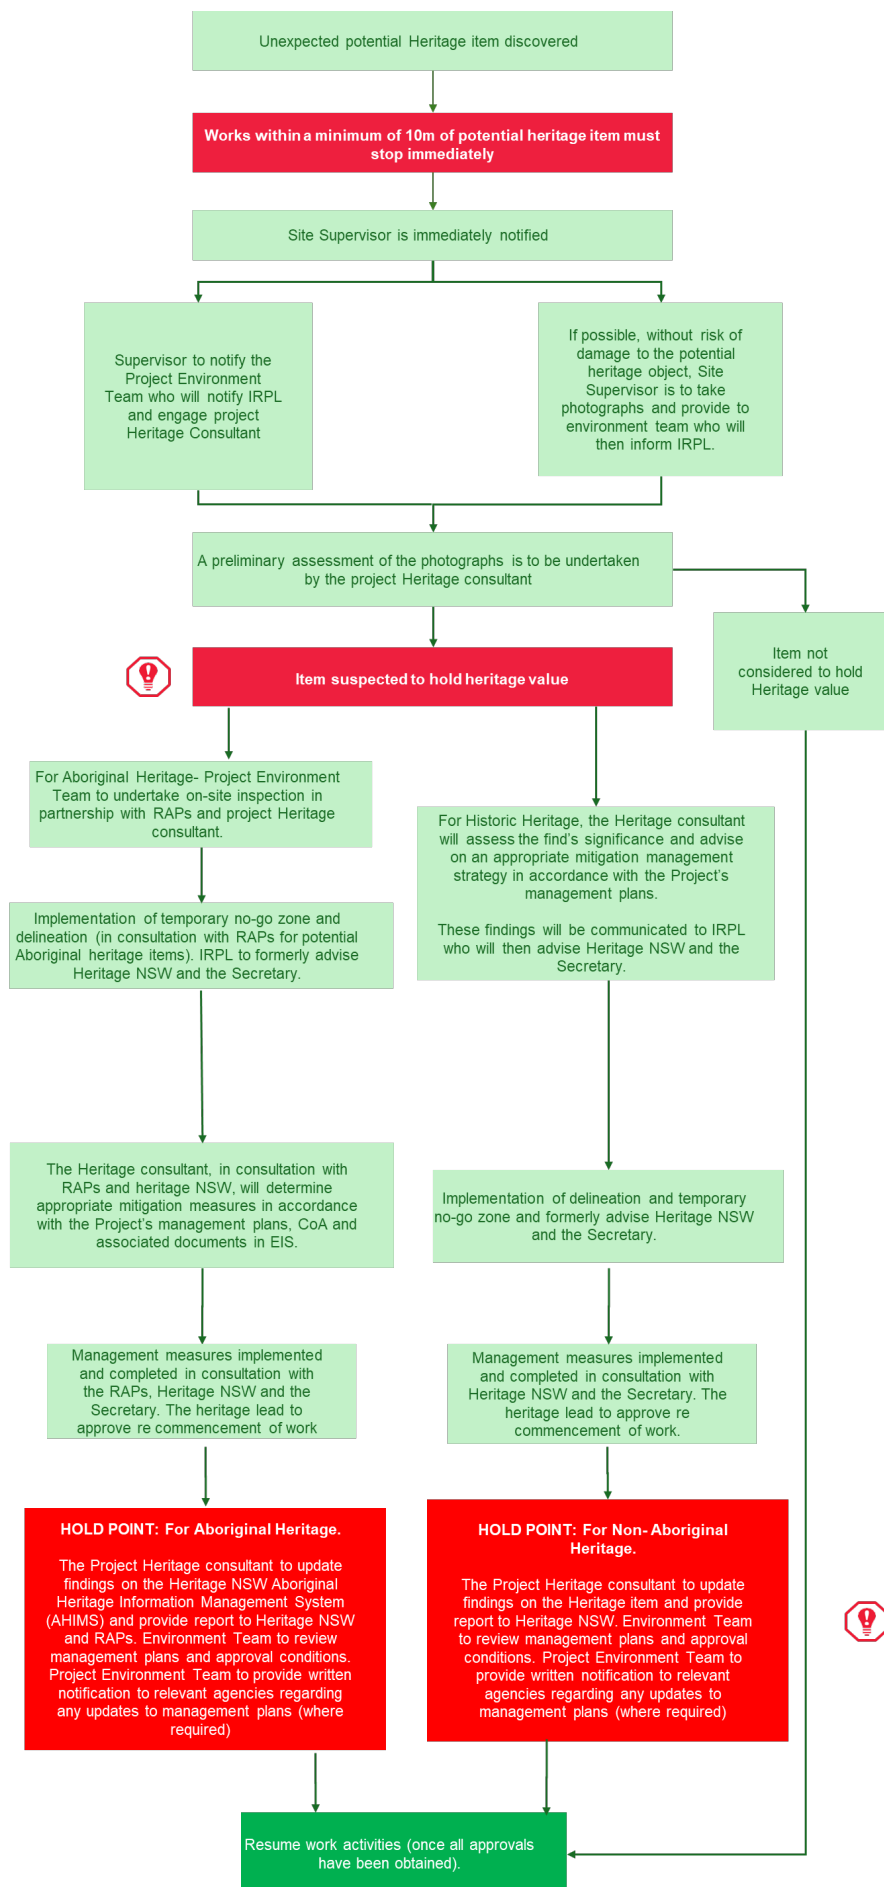 Unexpected potential Heritage item discovered
Works within a minimum of 10m of potential heritage item must
stop immediately
Site Supervisor is immediately notified
Supervisor to notify the
Project Environment
Team who will notify IRPL
and engage project
Heritage Consultant
If possible, without risk of
damage to the potential
heritage object, Site
Supervisor is to take
photographs and provide to
environment team who will
then inform IRPL.
A preliminary assessment of the photographs is to be undertaken
by the project Heritage consultant
Item not
considered to hold
Heritage value
Item suspected to hold heritage value
For Aboriginal Heritage- Project Environment
Team to undertake on-site inspection in
partnership with RAPs and project Heritage
consultant.
Implementation of temporary no-go zone and
delineation (in consultation with RAPs for potential
Aboriginal heritage items). IRPL to formerly advise
Heritage NSW and the Secretary.
For Historic Heritage, the Heritage consultant
will assess the find's significance and advise
on an appropriate mitigation management
strategy in accordance with the Project's
management plans.
These findings will be communicated to IRPL
who will then advise Heritage NSW and the
Secretary.
The Heritage consultant, in consultation with
RAPs and heritage NSW, will determine
appropriate mitigation measures in accordance
with the Project's management plans, CoA and
associated documents in EIS.
Implementation of delineation and temporary
no-go zone and formerly advise Heritage NSW
and the Secretary.
Management measures implemented
and completed in consultation with
the RAPs, Heritage NSW and the
Secretary. The heritage lead to
approve re commencement of work
Management measures implemented
and completed in consultation with
Heritage NSW and the Secretary. The
heritage lead to approve re
commencement of work.
HOLD POINT: For Aboriginal Heritage.
The Project Heritage consultant to update
findings on the Heritage NSW Aboriginal
Heritage Information Management System
(AHIMS) and provide report to Heritage NSW
and RAPs. Environment Team to review
management plans and approval conditions.
Project Environment Team to provide written
notification to relevant agencies regarding
any updates to management plans (where
required)
HOLD POINT: For Non- Aboriginal
Heritage.
The Project Heritage consultant to update
findings on the Heritage item and provide
report to Heritage NSW. Environment Team
to review management plans and approval
conditions. Project Environment Team to
provide written notification to relevant
agencies regarding any updates to
management plans (where required)
Resume work activities (once all approvals
have been obtained).